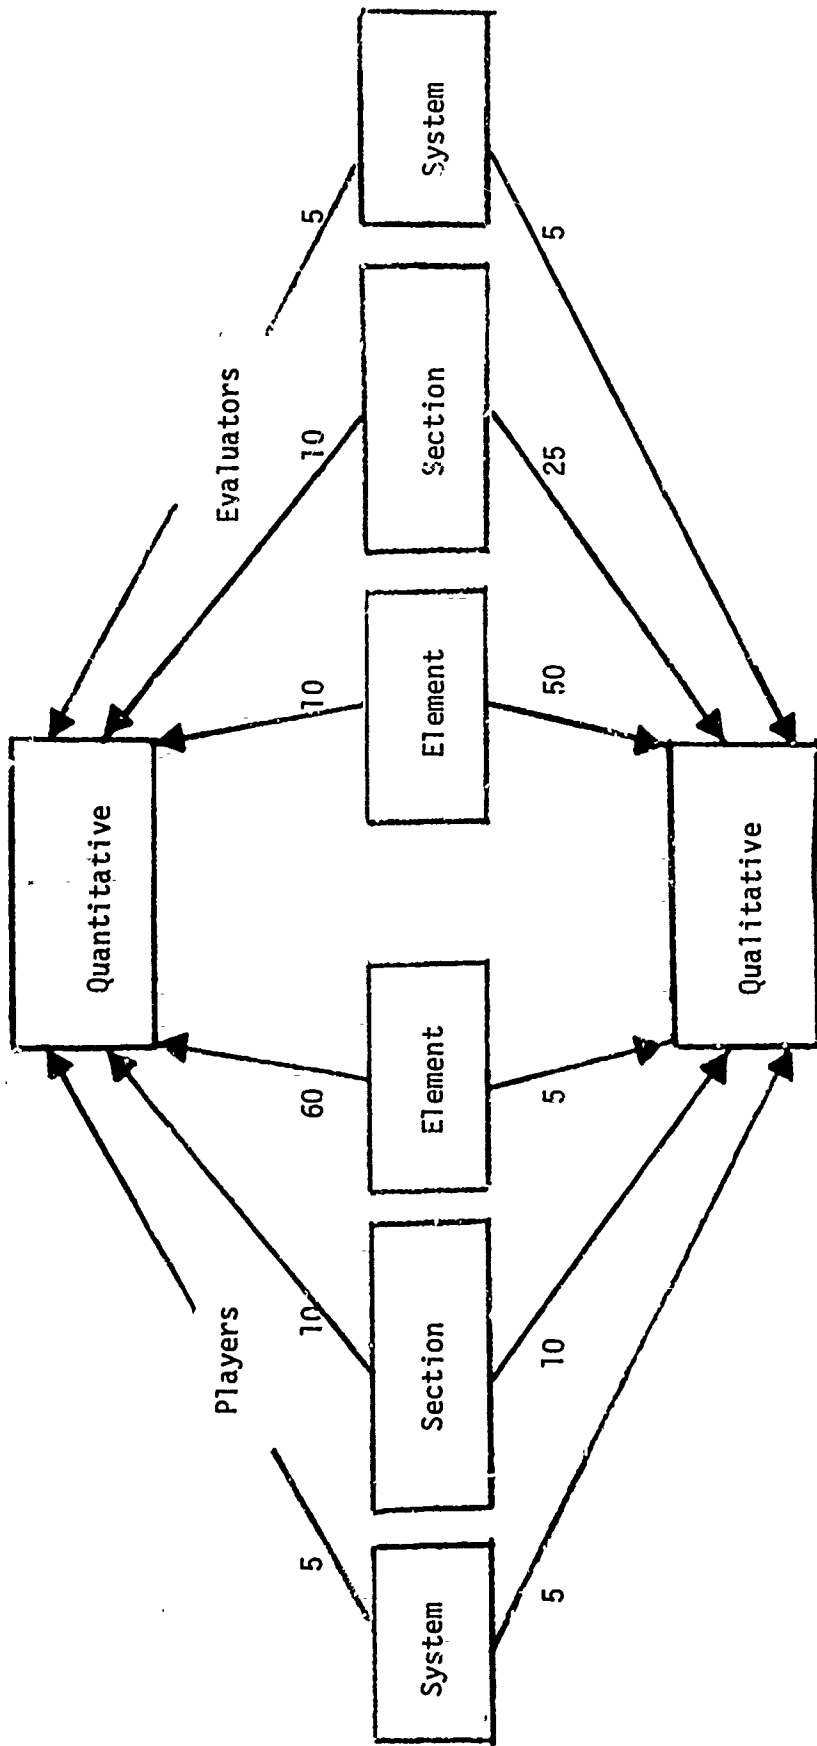 Quantitative
Players Evaluators
5 10 60 10 10 5
System Section Element Element Section System
5 10 5 50 25 5
Qualitative